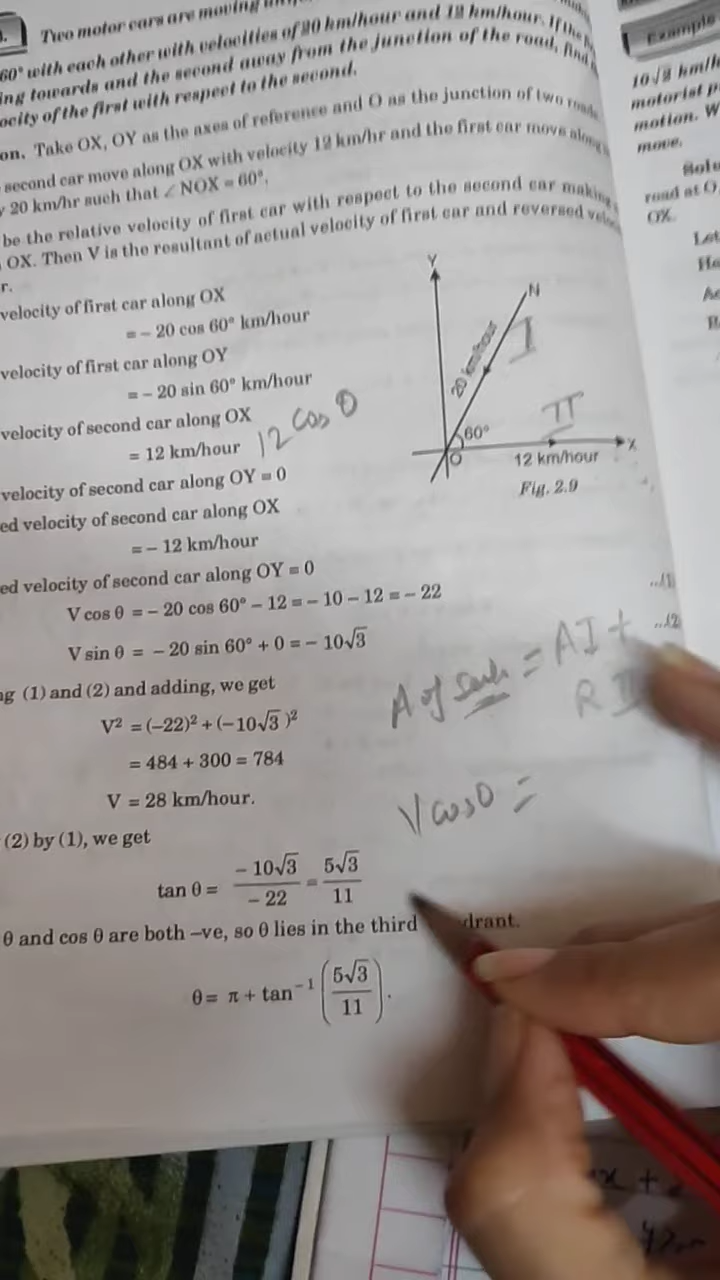 Two motor cars are moving
60° with each other with velocities of 20 km/hour and 12 km/hour. If the
ing towards and the second away from the junction of the road, find
ocity of the first with respect to the second.
on. Take OX, OY as the axes of reference and O as the junction of two roads
second car move along OX with velocity 12 km/hr and the first car move along
20 km/hr such that ∠NOX = 60°.
be the relative velocity of first car with respect to the second car making
OX. Then V is the resultant of actual velocity of first car and reversed
r.
velocity of first car along OX
= – 20 cos 60° km/hour
velocity of first car along OY
= – 20 sin 60° km/hour
velocity of second car along OX
= 12 km/hour
12 cos θ
velocity of second car along OY = 0
ed velocity of second car along OX
= – 12 km/hour
ed velocity of second car along OY = 0
V cos θ = – 20 cos 60° – 12 = – 10 – 12 = – 22
V sin θ = – 20 sin 60° + 0 = – 10√3
g (1) and (2) and adding, we get
V² = (–22)² + (–10√3)²
= 484 + 300 = 784
V = 28 km/hour.
(2) by (1), we get
tan θ = – 10√3 / – 22 = 5√3 / 11
θ and cos θ are both –ve, so θ lies in the third drant.
θ = π + tan⁻¹ (5√3 / 11).
Y
N
20 km/hour
I
60°
II
O
12 km/hour
X
Fig. 2.9
...(1)
...(2)
A of = AI +
R II
V cos θ =
Example
10√2 km/h
motorist p
motion. W
move.
Solu
road at O
OX.
Let
He